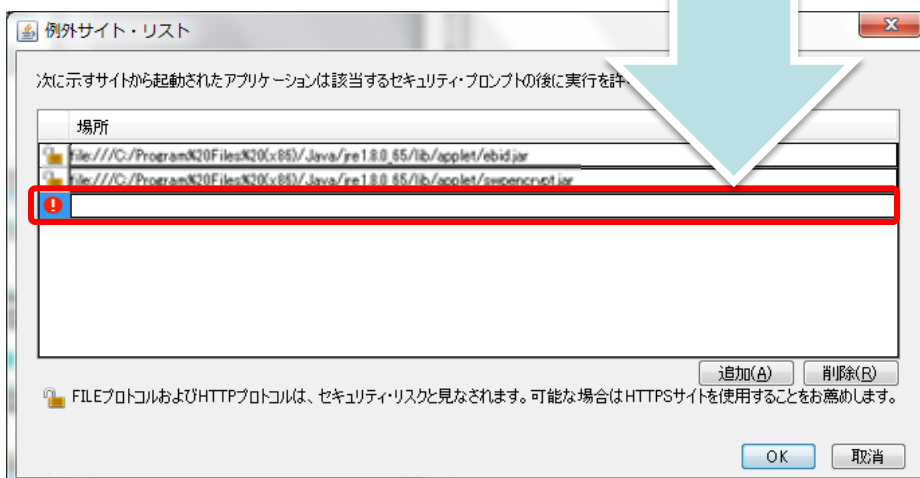 例外サイト・リスト
次に示すサイトから起動されたアプリケーションは該当するセキュリティ・プロンプトの後に実行を許
場所
file:///C:/Program%20Files%20(x86)/Java/jre1.8.0_65/lib/applet/ebid.jar
file:///C:/Program%20Files%20(x86)/Java/jre1.8.0_65/lib/applet/
追加(A) 削除(R)
FILEプロトコルおよびHTTPプロトコルは、セキュリティ・リスクと見なされます。可能な場合はHTTPSサイトを使用することをお薦めします。
OK 取消